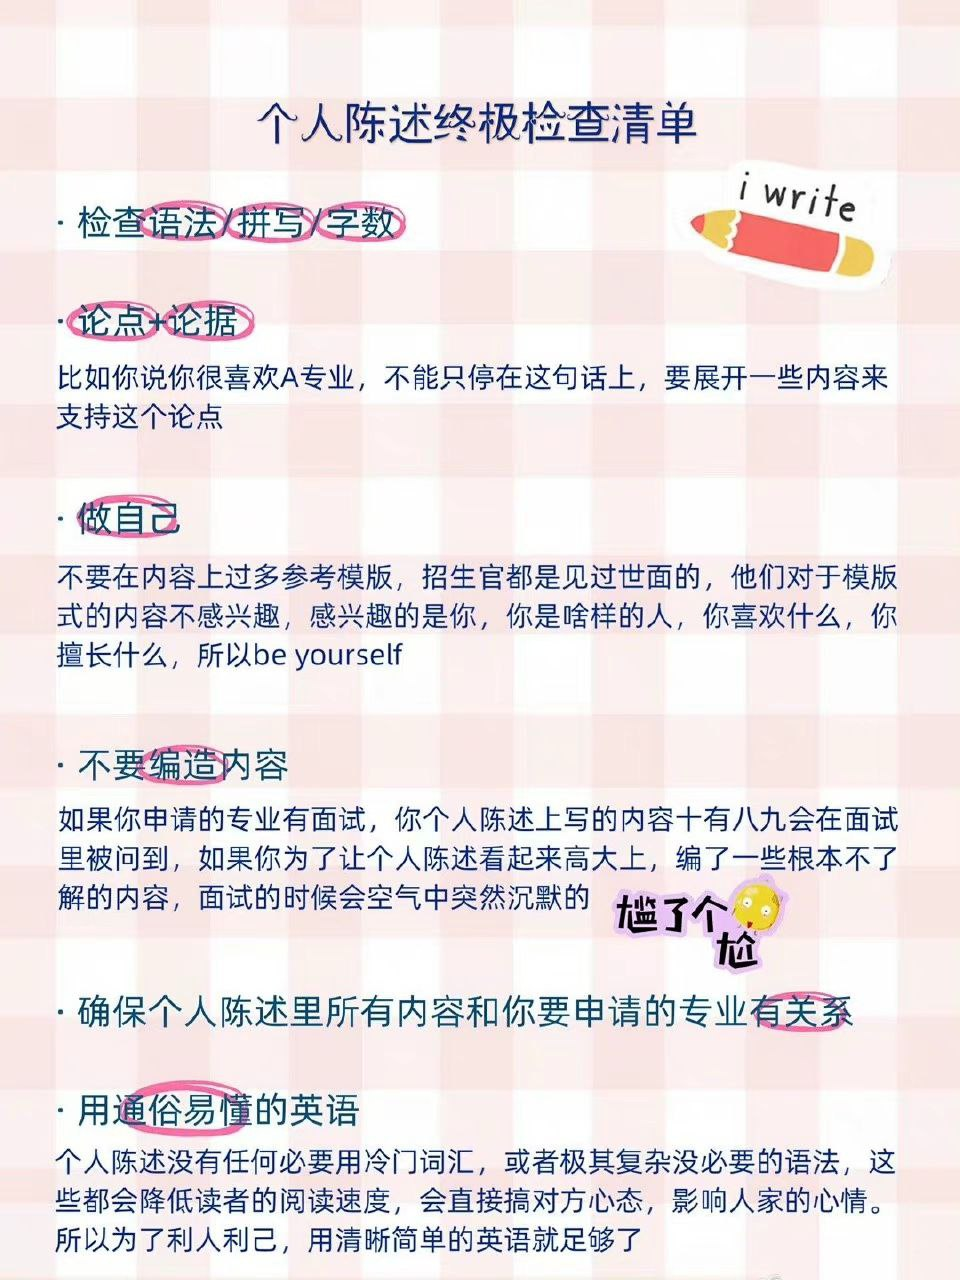 个人陈述终极检查清单
i write
· 检查语法/拼写/字数
· 论点+论据
比如你说你很喜欢A专业，不能只停在这句话上，要展开一些内容来
支持这个论点
· 做自己
不要在内容上过多参考模版，招生官都是见过世面的，他们对于模版
式的内容不感兴趣，感兴趣的是你，你是啥样的人，你喜欢什么，你
擅长什么，所以be yourself
· 不要编造内容
如果你申请的专业有面试，你个人陈述上写的内容十有八九会在面试
里被问到，如果你为了让个人陈述看起来高大上，编了一些根本不了
解的内容，面试的时候会空气中突然沉默的
尴了个
尬
· 确保个人陈述里所有内容和你要申请的专业有关系
· 用通俗易懂的英语
个人陈述没有任何必要用冷门词汇，或者极其复杂没必要的语法，这
些都会降低读者的阅读速度，会直接搞对方心态，影响人家的心情。
所以为了利人利己，用清晰简单的英语就足够了